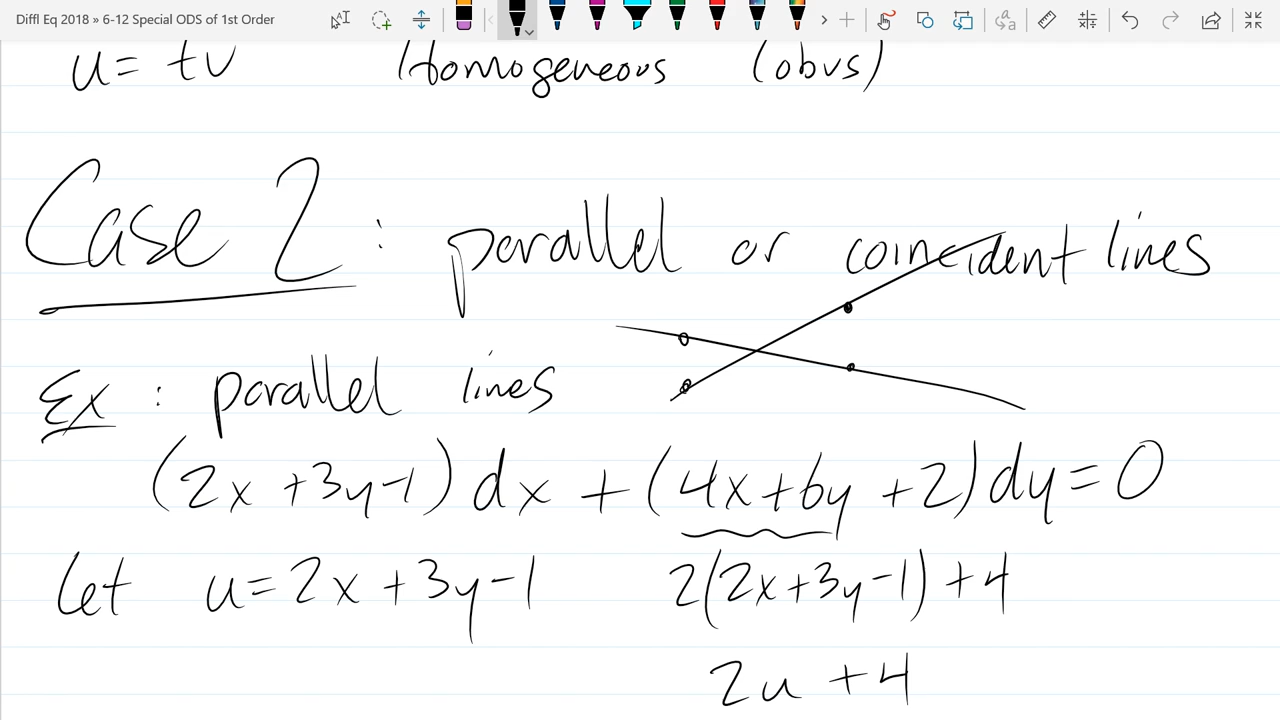 Diffl Eq 2018 » 6-12 Special ODS of 1st Order
u = tv Homogeneous (obvs)
Case 2 : parallel or coincident lines
Ex : parallel lines
(2x +3y-1) dx + (4x+6y +2) dy = 0
Let u = 2x +3y-1 2(2x+3y-1) +4
2u +4